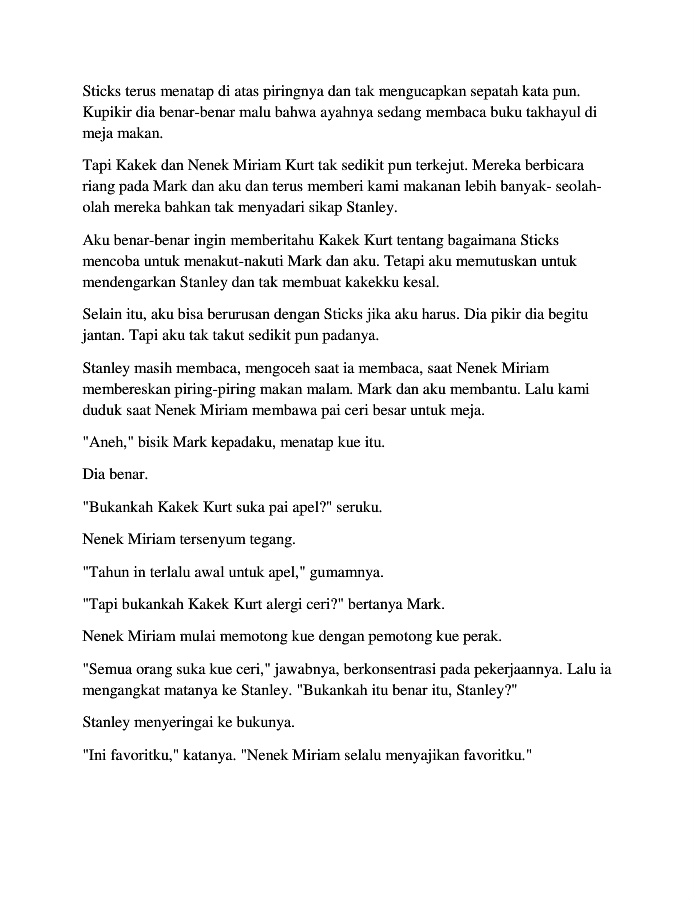 Sticks terus menatap di atas piringnya dan tak mengucapkan sepatah kata pun.
Kupikir dia benar-benar malu bahwa ayahnya sedang membaca buku takhayul di
meja makan.
Tapi Kakek dan Nenek Miriam Kurt tak sedikit pun terkejut. Mereka berbicara
riang pada Mark dan aku dan terus memberi kami makanan lebih banyak- seolah-
olah mereka bahkan tak menyadari sikap Stanley.
Aku benar-benar ingin memberitahu Kakek Kurt tentang bagaimana Sticks
mencoba untuk menakut-nakuti Mark dan aku. Tetapi aku memutuskan untuk
mendengarkan Stanley dan tak membuat kakekku kesal.
Selain itu, aku bisa berurusan dengan Sticks jika aku harus. Dia pikir dia begitu
jantan. Tapi aku tak takut sedikit pun padanya.
Stanley masih membaca, mengoceh saat ia membaca, saat Nenek Miriam
membereskan piring-piring makan malam. Mark dan aku membantu. Lalu kami
duduk saat Nenek Miriam membawa pai ceri besar untuk meja.
"Aneh," bisik Mark kepadaku, menatap kue itu.
Dia benar.
"Bukankah Kakek Kurt suka pai apel?" seruku.
Nenek Miriam tersenyum tegang.
"Tahun in terlalu awal untuk apel," gumamnya.
"Tapi bukankah Kakek Kurt alergi ceri?" bertanya Mark.
Nenek Miriam mulai memotong kue dengan pemotong kue perak.
"Semua orang suka kue ceri," jawabnya, berkonsentrasi pada pekerjaannya. Lalu ia
mengangkat matanya ke Stanley. "Bukankah itu benar itu, Stanley?"
Stanley menyeringai ke bukunya.
"Ini favoritku," katanya. "Nenek Miriam selalu menyajikan favoritku."